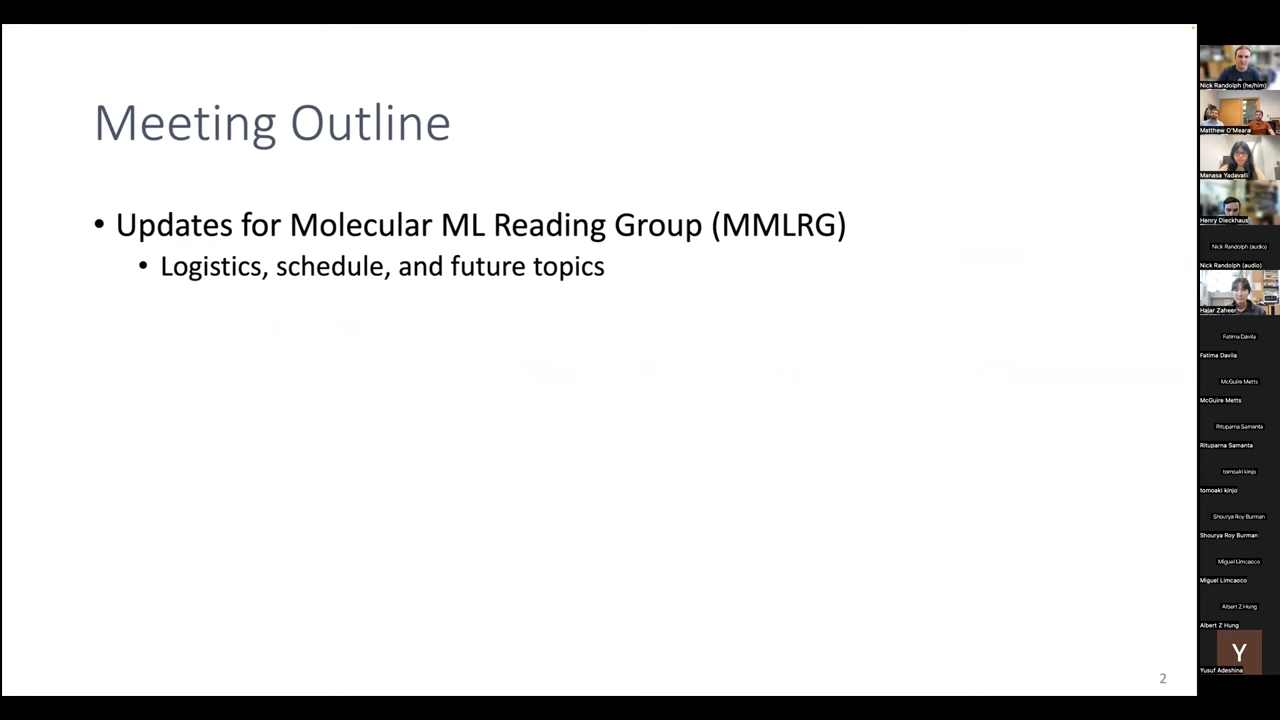 Meeting Outline
• Updates for Molecular ML Reading Group (MMLRG)
• Logistics, schedule, and future topics
2
Nick Randolph (he/him)
Matthew O'Meara
Manasa Yadavalli
Henry Dieckhaus
Nick Randolph (audio)
Nick Randolph (audio)
Hajar Zaheer
Fatima Davila
Fatima Davila
McGuire Metts
McGuire Metts
Rituparna Samanta
Rituparna Samanta
tomoaki kinjo
tomoaki kinjo
Shourya Roy Burman
Shourya Roy Burman
Miguel Limcaoco
Miguel Limcaoco
Albert Z Hung
Albert Z Hung
Y
Yusuf Adeshina